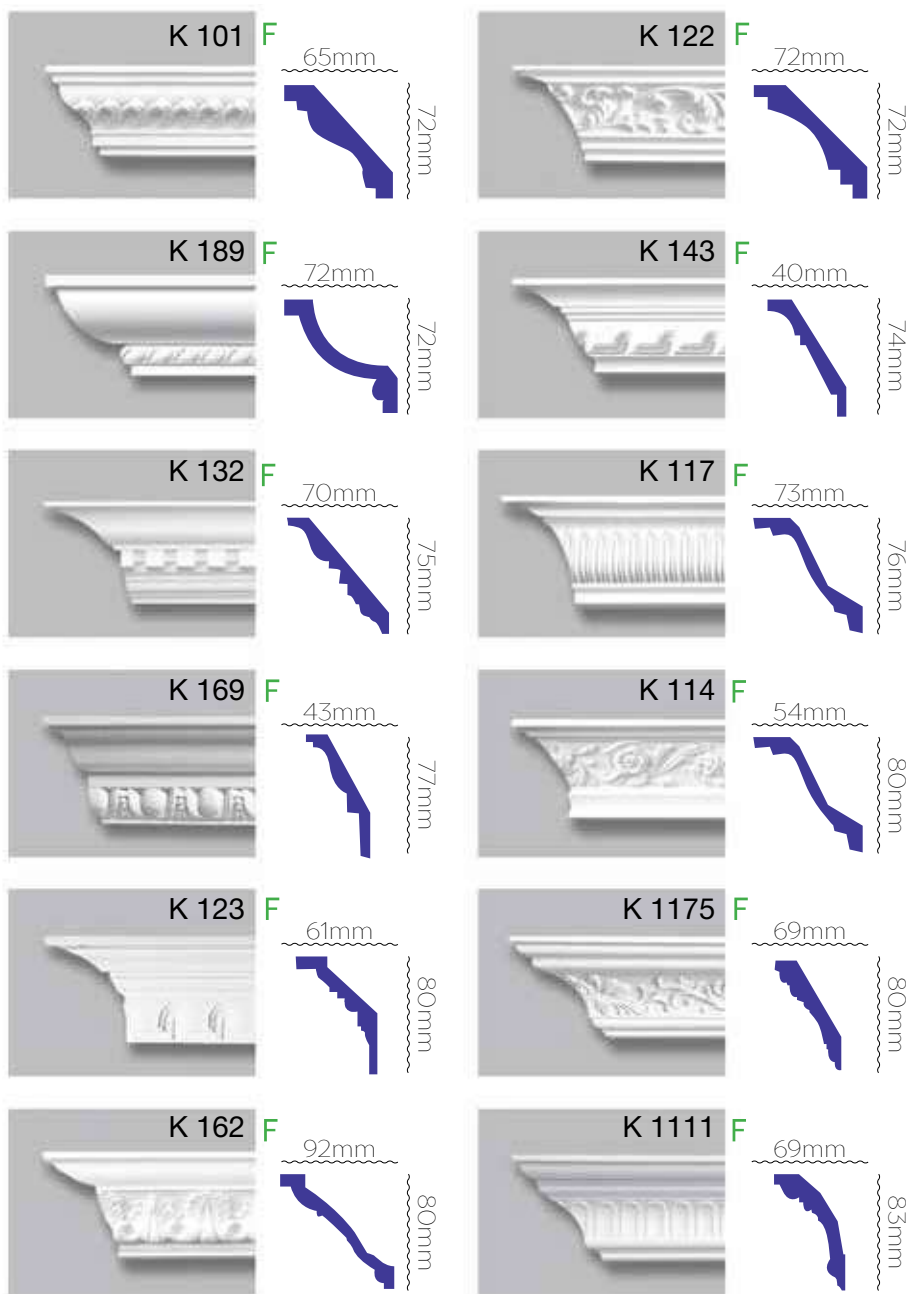 K 101 F
65mm
72mm
K 122 F
72mm
72mm
K 189 F
72mm
72mm
K 143 F
40mm
74mm
K 132 F
70mm
75mm
K 117 F
73mm
76mm
K 169 F
43mm
77mm
K 114 F
54mm
80mm
K 123 F
61mm
80mm
K 1175 F
69mm
80mm
K 162 F
92mm
80mm
K 1111 F
69mm
83mm